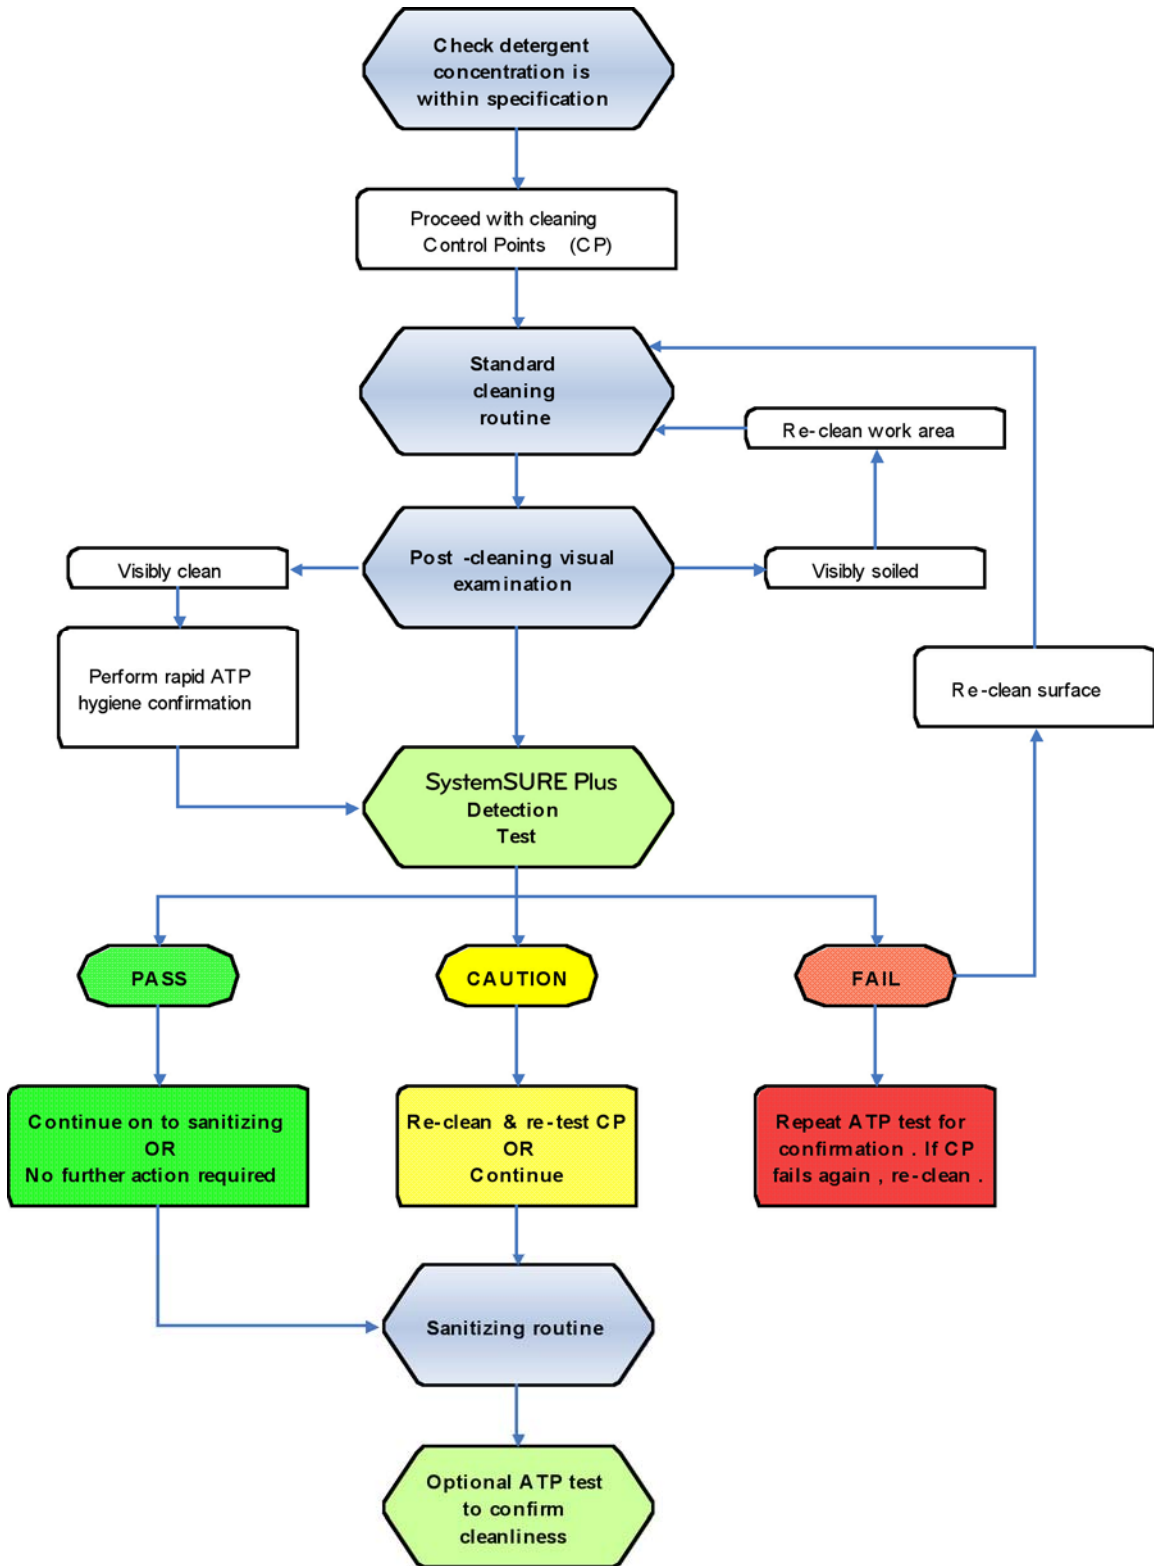 Check detergent
concentration is
within specification
Proceed with cleaning
Control Points (CP)
Standard
cleaning
routine
Re-clean work area
Post -cleaning visual
examination
Visibly clean
Visibly soiled
Perform rapid ATP
hygiene confirmation
Re-clean surface
SystemSURE Plus
Detection
Test
PASS
CAUTION
FAIL
Continue on to sanitizing
OR
No further action required
Re-clean & re-test CP
OR
Continue
Repeat ATP test for
confirmation . If CP
fails again , re-clean .
Sanitizing routine
Optional ATP test
to confirm
cleanliness